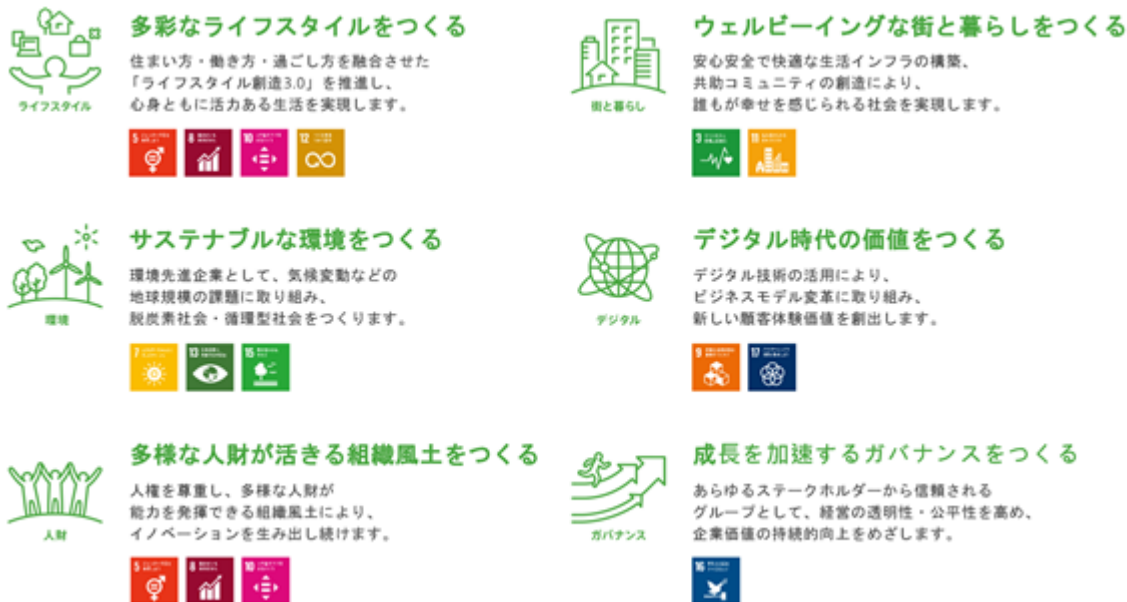 多彩なライフスタイルをつくる
住まい方・働き方・過ごし方を融合させた
「ライフスタイル創造3.0」を推進し、
心身ともに活力ある生活を実現します。
ライフスタイル
5 8 10 12
ウェルビーイングな街と暮らしをつくる
安心安全で快適な生活インフラの構築、
共助コミュニティの創造により、
誰もが幸せを感じられる社会を実現します。
街と暮らし
3 11
サステナブルな環境をつくる
環境先進企業として、気候変動などの
地球規模の課題に取り組み、
脱炭素社会・循環型社会をつくります。
環境
7 13 15
デジタル時代の価値をつくる
デジタル技術の活用により、
ビジネスモデル変革に取り組み、
新しい顧客体験価値を創出します。
デジタル
9 17
多様な人財が活きる組織風土をつくる
人権を尊重し、多様な人財が
能力を発揮できる組織風土により、
イノベーションを生み出し続けます。
人財
5 8 10
成長を加速するガバナンスをつくる
あらゆるステークホルダーから信頼される
グループとして、経営の透明性・公平性を高め、
企業価値の持続的向上をめざします。
ガバナンス
16